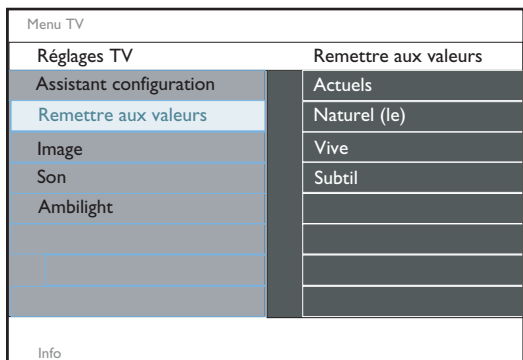 Menu TV
Réglages TV
Remettre aux valeurs
Assistant configuration
Actuels
Remettre aux valeurs
Naturel (le)
Image
Vive
Son
Subtil
Ambilight
Info